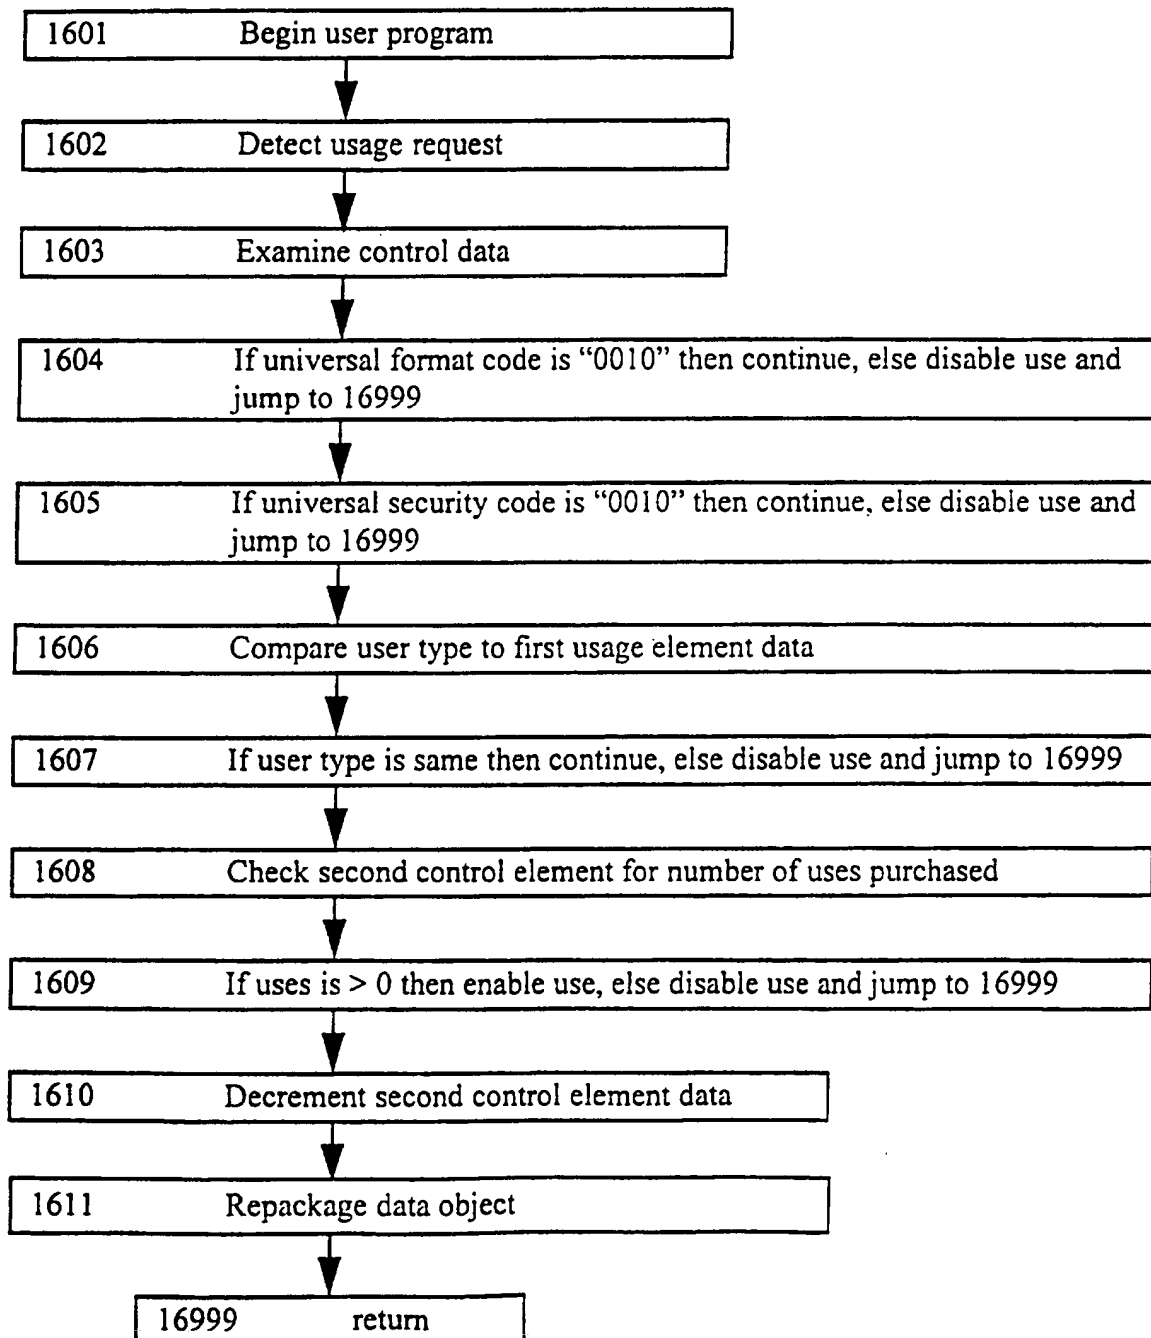 1601 Begin user program
1602 Detect usage request
1603 Examine control data
1604 If universal format code is “0010” then continue, else disable use and
jump to 16999
1605 If universal security code is “0010” then continue, else disable use and
jump to 16999
1606 Compare user type to first usage element data
1607 If user type is same then continue, else disable use and jump to 16999
1608 Check second control element for number of uses purchased
1609 If uses is > 0 then enable use, else disable use and jump to 16999
1610 Decrement second control element data
1611 Repackage data object
16999 return